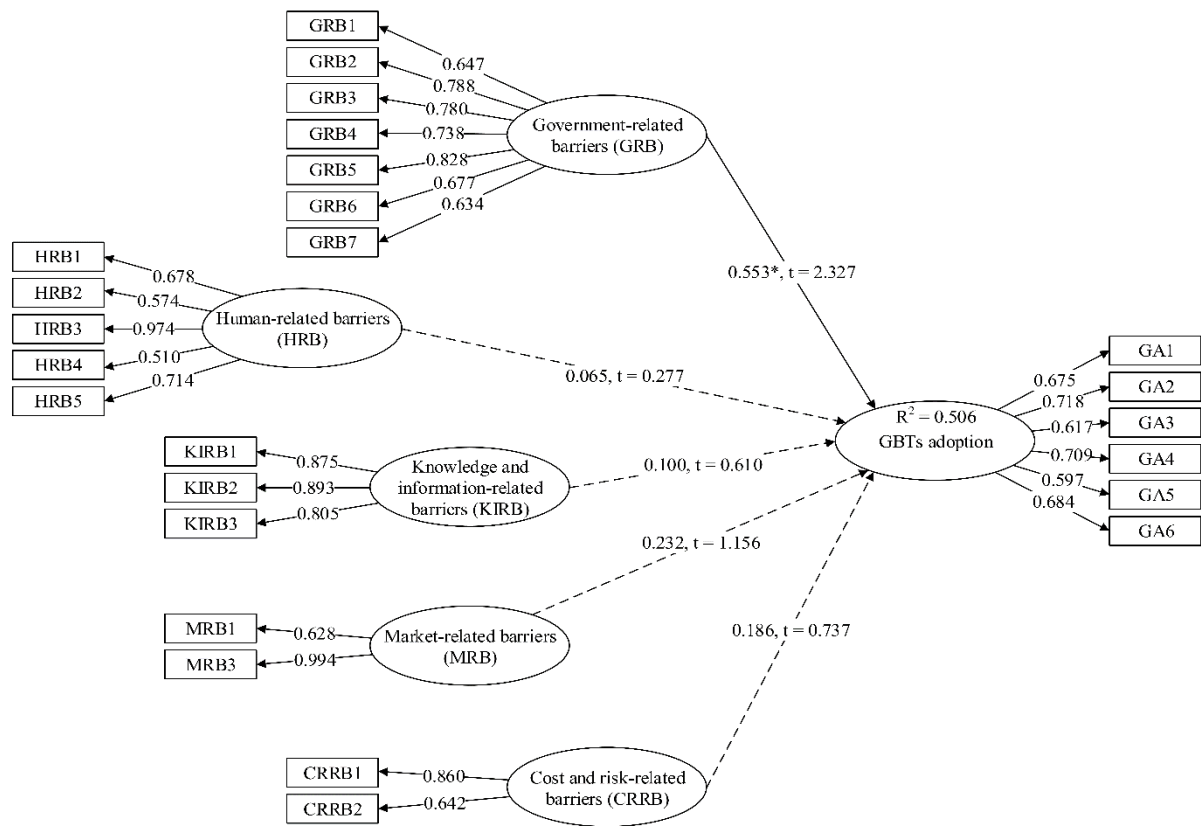 GRB1
GRB2
GRB3
GRB4
GRB5
GRB6
GRB7
0.647
0.788
0.780
0.738
0.828
0.677
0.634
Government-related
barriers (GRB)
0.553*, t = 2.327
HRB1
HRB2
HRB3
HRB4
HRB5
0.678
0.574
0.974
0.510
0.714
Human-related barriers
(HRB)
0.065, t = 0.277
KIRB1
KIRB2
KIRB3
0.875
0.893
0.805
Knowledge and
information-related
barriers (KIRB)
0.100, t = 0.610
MRB1
MRB3
0.628
0.994
Market-related barriers
(MRB)
0.232, t = 1.156
CRRB1
CRRB2
0.860
0.642
Cost and risk-related
barriers (CRRB)
0.186, t = 0.737
R² = 0.506
GBTs adoption
0.675
0.718
0.617
0.709
0.597
0.684
GA1
GA2
GA3
GA4
GA5
GA6